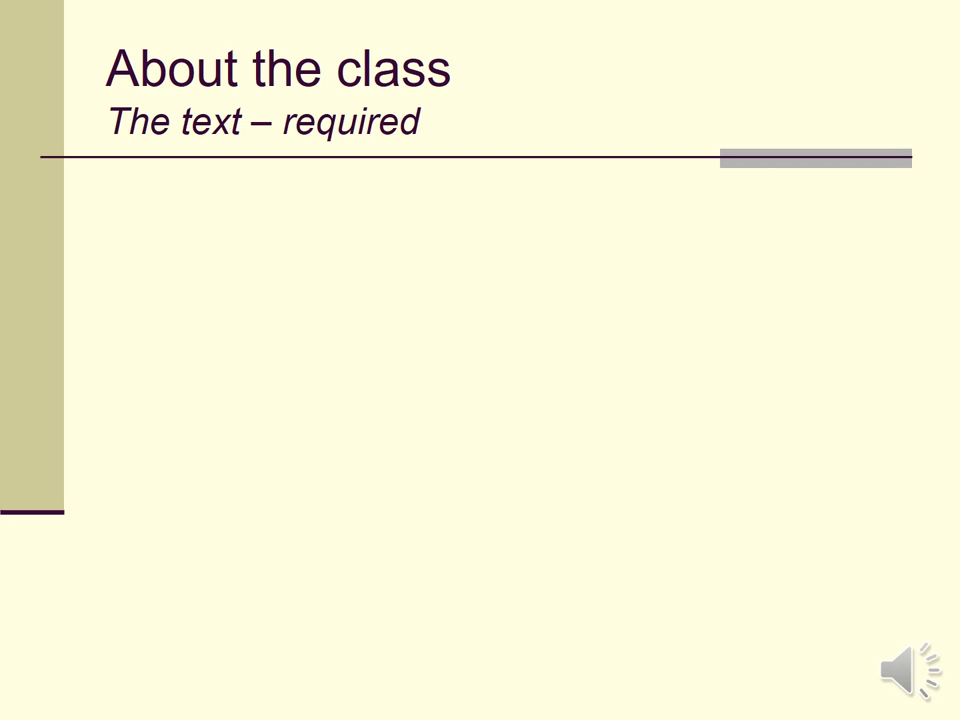 About the class
The text – required